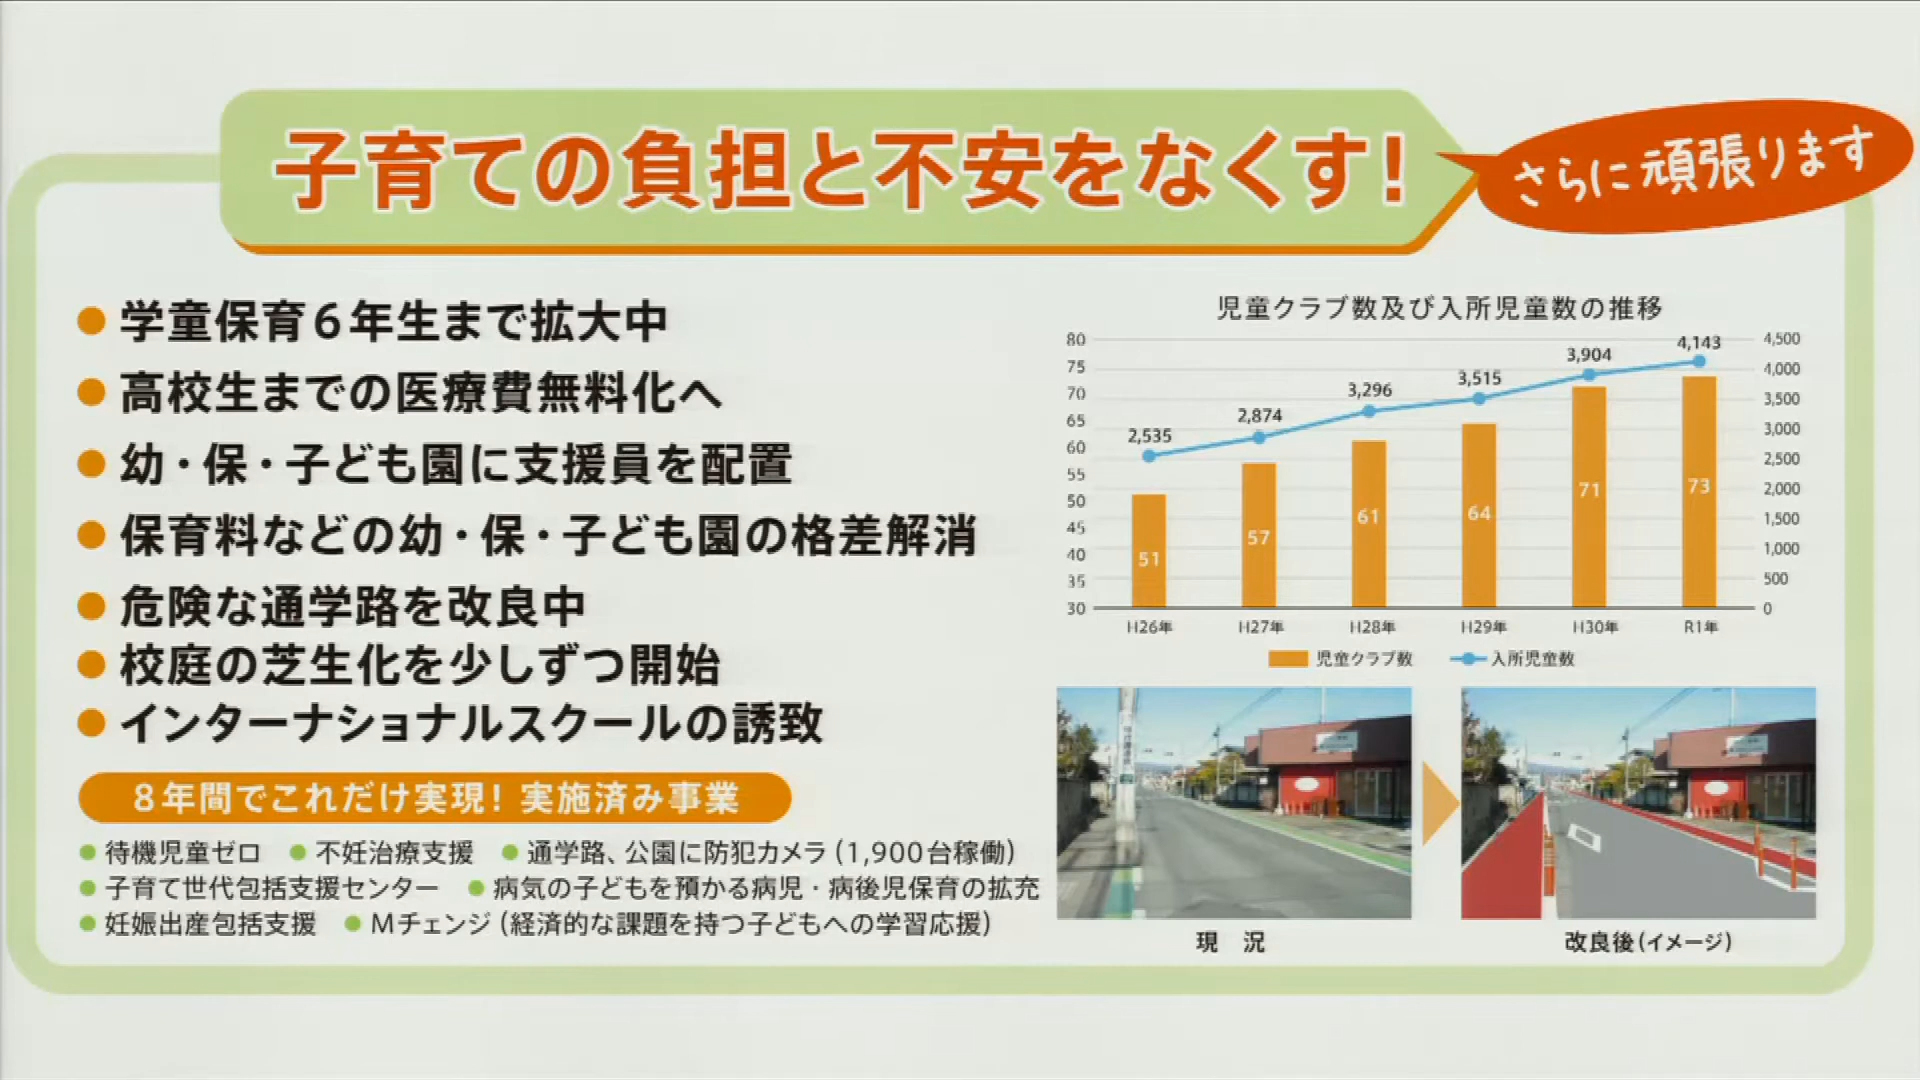 子育ての負担と不安をなくす!
さらに頑張ります
●学童保育６年生まで拡大中
●高校生までの医療費無料化へ
●幼・保・子ども園に支援員を配置
●保育料などの幼・保・子ども園の格差解消
●危険な通学路を改良中
●校庭の芝生化を少しずつ開始
●インターナショナルスクールの誘致
８年間でこれだけ実現！実施済み事業
●待機児童ゼロ ●不妊治療支援 ●通学路、公園に防犯カメラ（1,900台稼働）
●子育て世代包括支援センター ●病気の子どもを預かる病児・病後児保育の拡充
●妊娠出産包括支援 ●Mチェンジ（経済的な課題を持つ子どもへの学習応援）
児童クラブ数及び入所児童数の推移
80
75
70
65
60
55
50
45
40
35
30
4,500
4,000
3,500
3,000
2,500
2,000
1,500
1,000
500
0
2,535
2,874
3,296
3,515
3,904
4,143
51
57
61
64
71
73
H26年 H27年 H28年 H29年 H30年 R1年
児童クラブ数 入所児童数
現　況
改良後（イメージ）